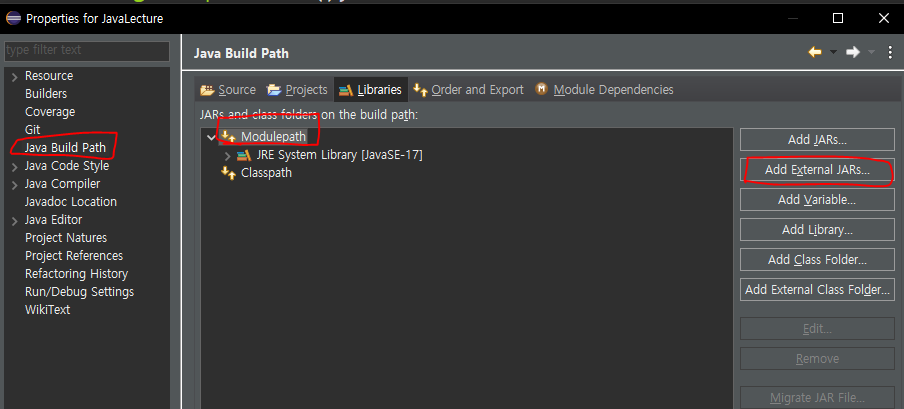 Properties for JavaLecture
type filter text
Resource
Builders
Coverage
Git
Java Build Path
Java Code Style
Java Compiler
Javadoc Location
Java Editor
Project Natures
Project References
Refactoring History
Run/Debug Settings
WikiText
Java Build Path
Source
Projects
Libraries
Order and Export
Module Dependencies
JARs and class folders on the build path:
Modulepath
JRE System Library [JavaSE-17]
Classpath
Add JARs...
Add External JARs...
Add Variable...
Add Library...
Add Class Folder...
Add External Class Folder...
Edit...
Remove
Migrate JAR File...